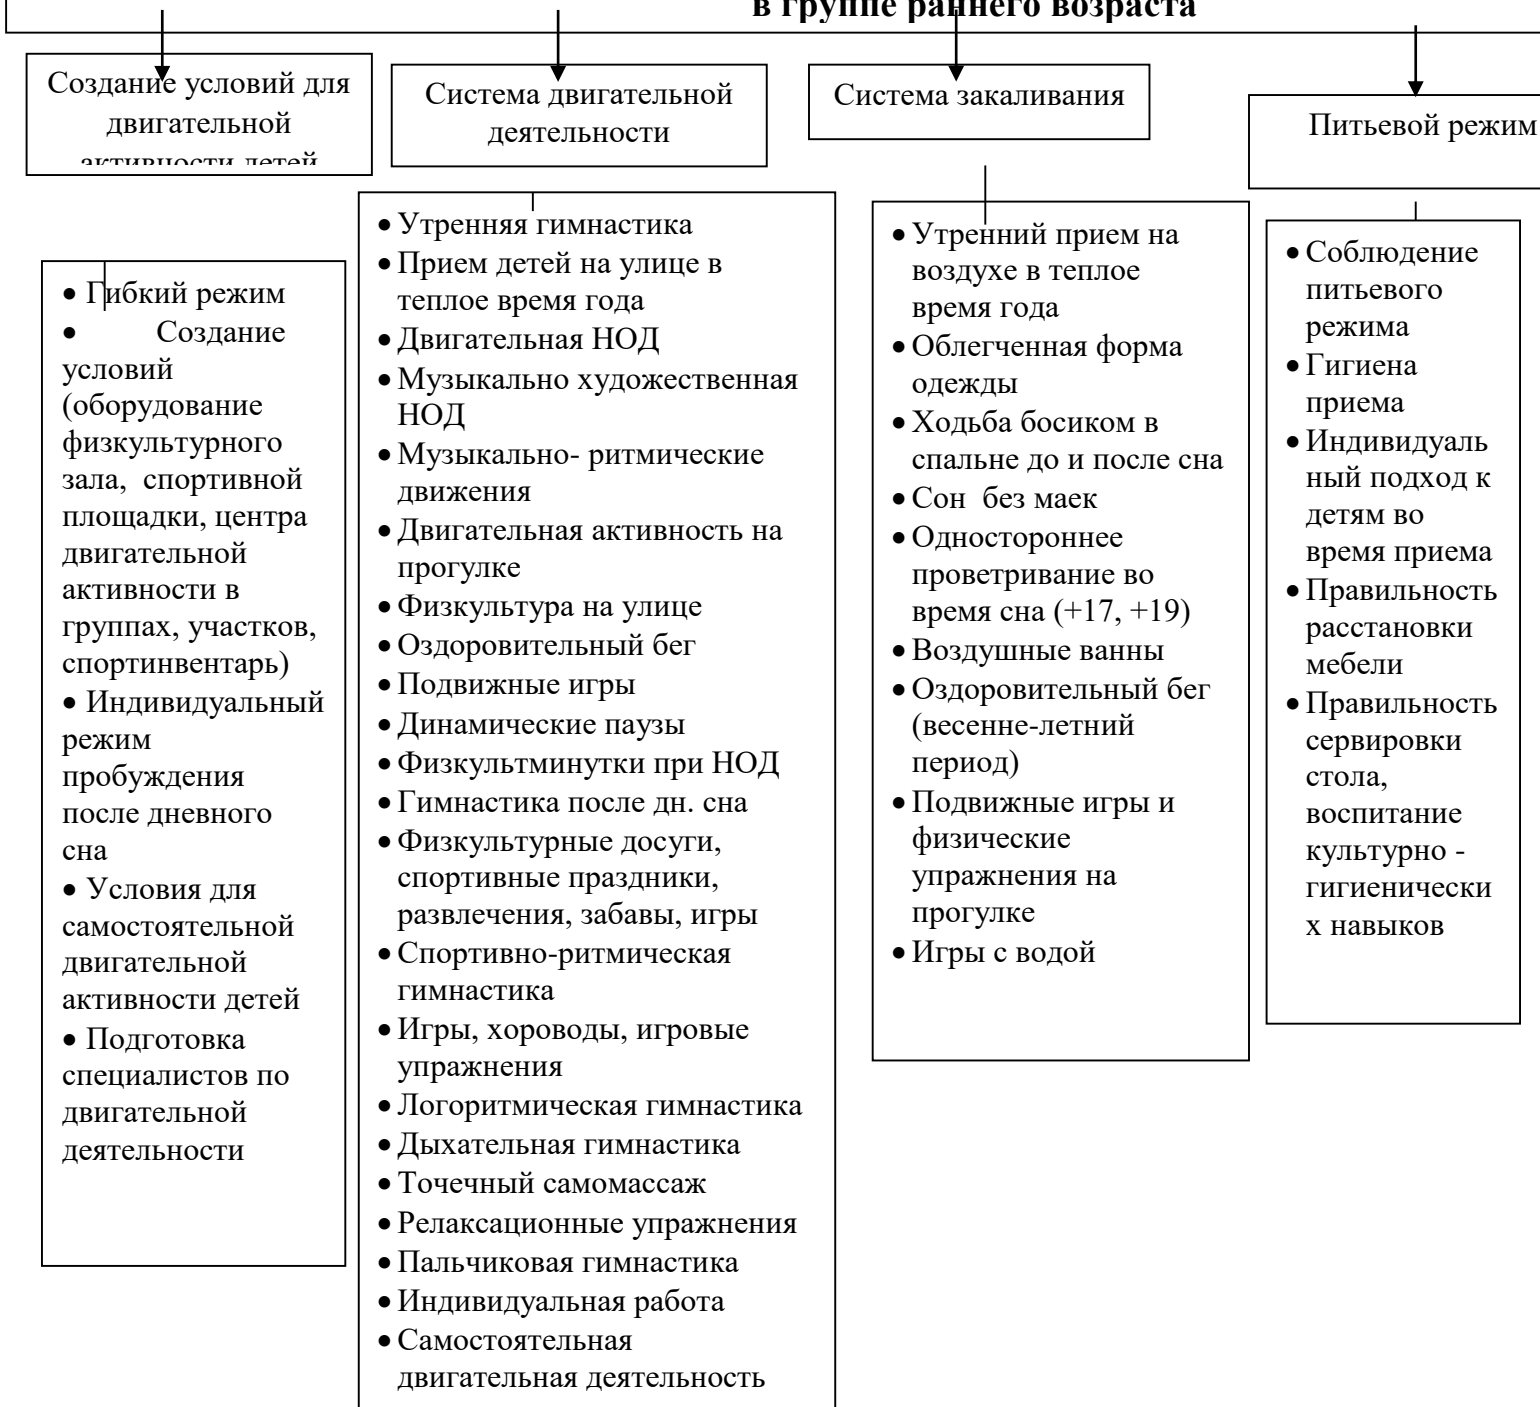 в группе раннего возраста
Создание условий для
двигательной
активности детей
Система двигательной
деятельности
Система закаливания
Питьевой режим
• Гибкий режим
• Создание
условий
(оборудование
физкультурного
зала, спортивной
площадки, центра
двигательной
активности в
группах, участков,
спортинвентарь)
• Индивидуальный
режим
пробуждения
после дневного
сна
• Условия для
самостоятельной
двигательной
активности детей
• Подготовка
специалистов по
двигательной
деятельности
• Утренняя гимнастика
• Прием детей на улице в
теплое время года
• Двигательная НОД
• Музыкально художественная
НОД
• Музыкально- ритмические
движения
• Двигательная активность на
прогулке
• Физкультура на улице
• Оздоровительный бег
• Подвижные игры
• Динамические паузы
• Физкультминутки при НОД
• Гимнастика после дн. сна
• Физкультурные досуги,
спортивные праздники,
развлечения, забавы, игры
• Спортивно-ритмическая
гимнастика
• Игры, хороводы, игровые
упражнения
• Логоритмическая гимнастика
• Дыхательная гимнастика
• Точечный самомассаж
• Релаксационные упражнения
• Пальчиковая гимнастика
• Индивидуальная работа
• Самостоятельная
двигательная деятельность
• Утренний прием на
воздухе в теплое
время года
• Облегченная форма
одежды
• Ходьба босиком в
спальне до и после сна
• Сон без маек
• Одностороннее
проветривание во
время сна (+17, +19)
• Воздушные ванны
• Оздоровительный бег
(весенне-летний
период)
• Подвижные игры и
физические
упражнения на
прогулке
• Игры с водой
• Соблюдение
питьевого
режима
• Гигиена
приема
• Индивидуаль
ный подход к
детям во
время приема
• Правильность
расстановки
мебели
• Правильность
сервировки
стола,
воспитание
культурно -
гигиенически
х навыков